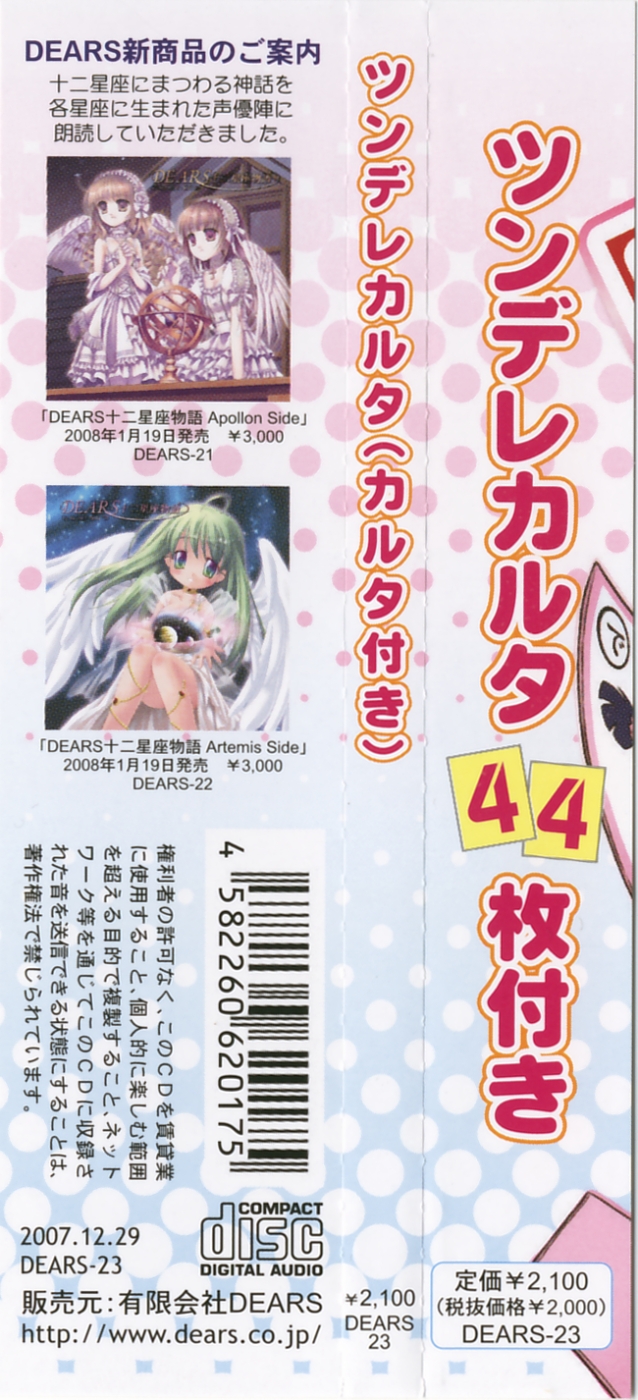 DEARS新商品のご案内
十二星座にまつわる神話を
各星座に生まれた声優陣に
朗読していただきました。
DEARS
「DEARS十二星座物語 Apollon Side」
2008年1月19日発売　￥3,000
DEARS-21
DEARS 星座物語
「DEARS十二星座物語 Artemis Side」
2008年1月19日発売　￥3,000
DEARS-22
権利者の許可なく、このCDを賃貸業
に使用すること、個人的に楽しむ範囲
を超える目的で複製すること、ネット
ワーク等を通じてこのCDに収録さ
れた音を送信できる状態にすることは、
著作権法で禁じられています。
4 582260 620175
2007.12.29
DEARS-23
COMPACT
disc
DIGITAL AUDIO
販売元：有限会社DEARS
http://www.dears.co.jp/
ツンデレカルタ（カルタ付き）
￥2,100
DEARS
23
ツンデレカルタ
44
枚付き
で
定価￥2,100
（税抜価格￥2,000）
DEARS-23